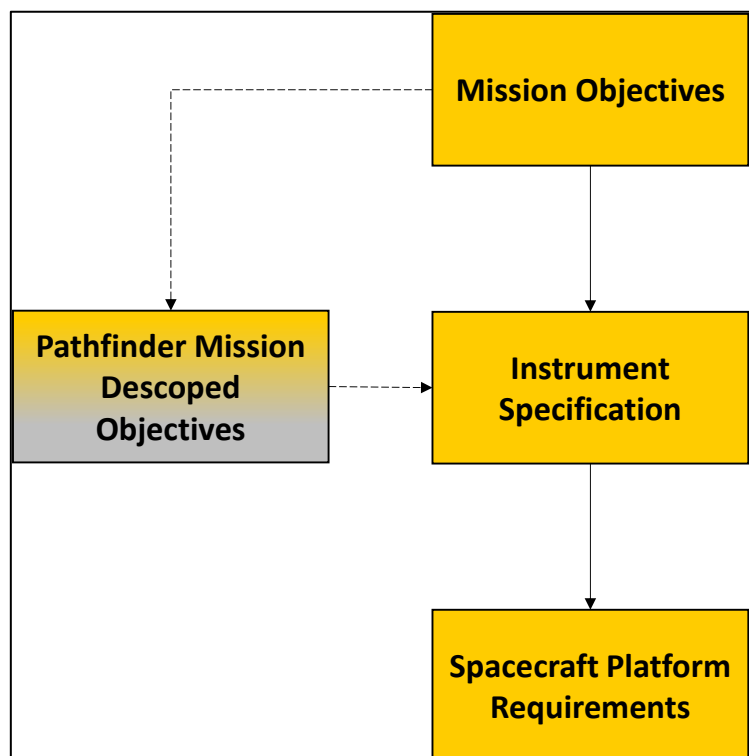 Mission Objectives
Pathfinder Mission
Descoped
Objectives
Instrument
Specification
Spacecraft Platform
Requirements